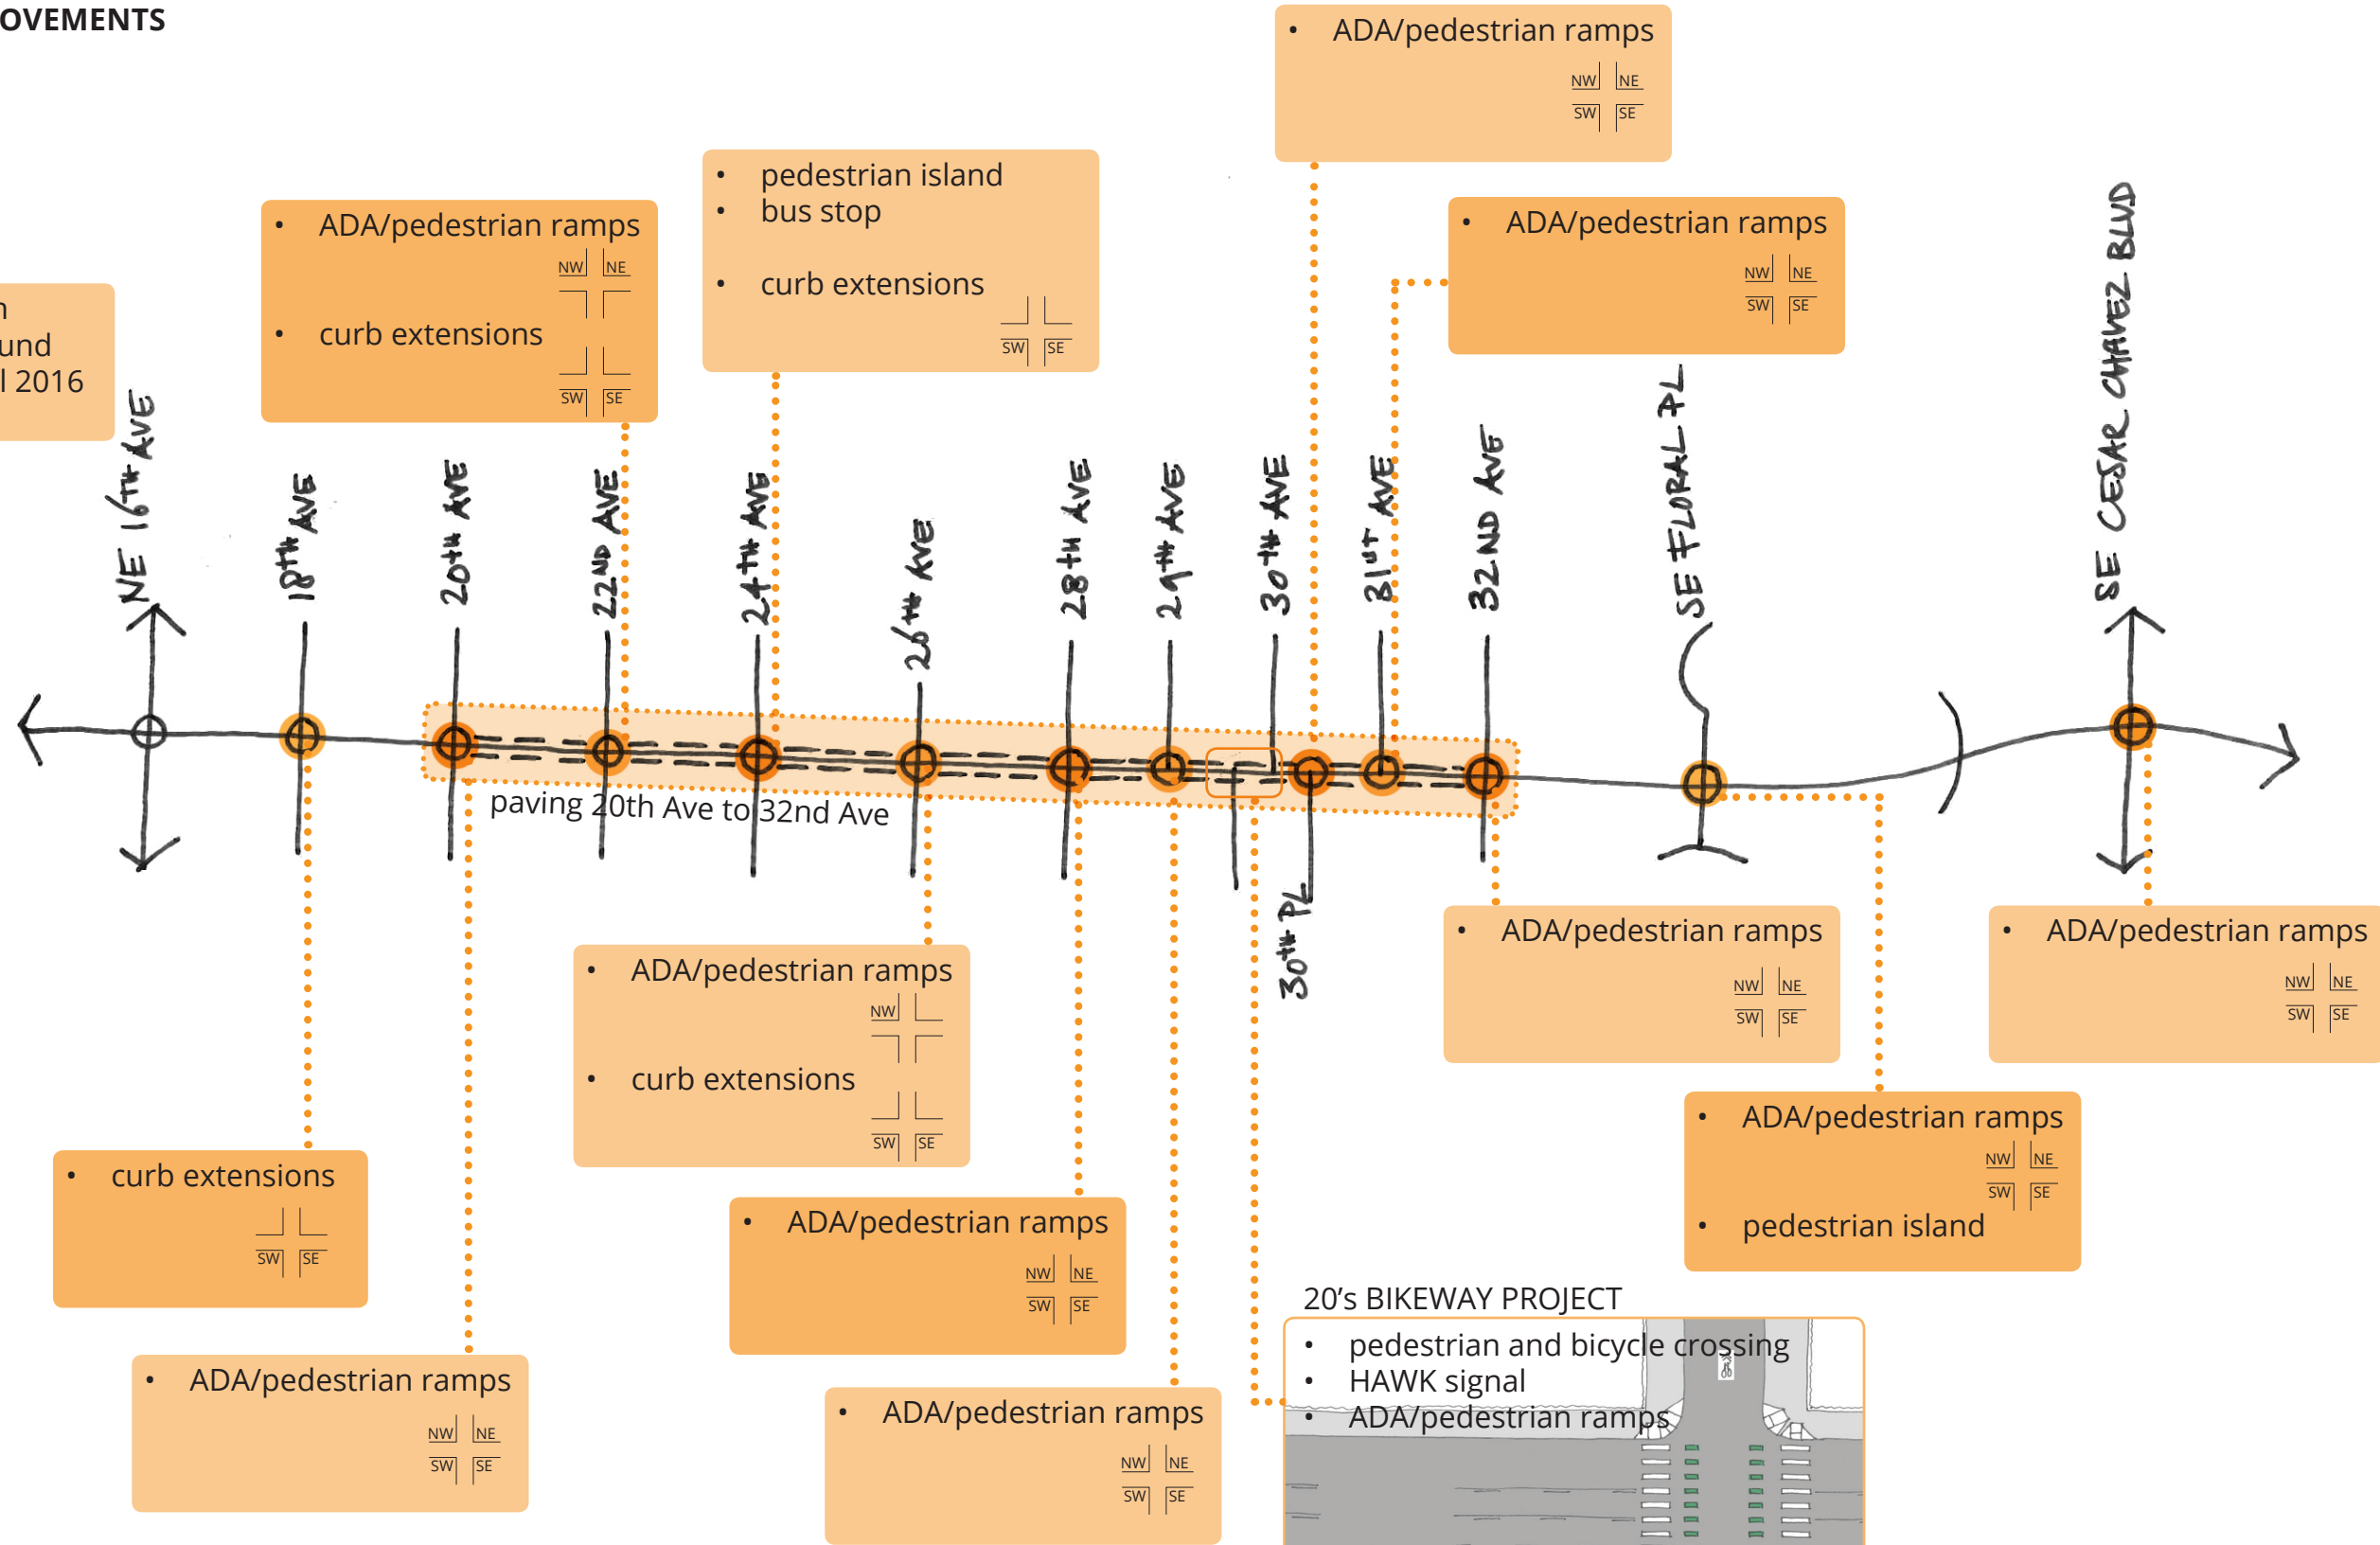 OVEMENTS
• ADA/pedestrian ramps
NW NE
SW SE
• pedestrian island
• bus stop
• curb extensions
SW SE
• ADA/pedestrian ramps
NW NE
• curb extensions
SW SE
• ADA/pedestrian ramps
NW NE
SW SE
n
und
l 2016
NE 16TH AVE
18TH AVE
20TH AVE
22ND AVE
24TH AVE
26TH AVE
28TH AVE
29TH AVE
30TH AVE
31ST AVE
32ND AVE
SE FLORAL PL
SE CESAR CHAVEZ BLVD
paving 20th Ave to 32nd Ave
30TH PL
• ADA/pedestrian ramps
NW
• curb extensions
SW SE
• ADA/pedestrian ramps
NW NE
SW SE
• ADA/pedestrian ramps
NW NE
SW SE
• curb extensions
SW SE
• ADA/pedestrian ramps
NW NE
SW SE
• ADA/pedestrian ramps
NW NE
SW SE
• pedestrian island
• ADA/pedestrian ramps
NW NE
SW SE
• ADA/pedestrian ramps
NW NE
SW SE
20’s BIKEWAY PROJECT
• pedestrian and bicycle crossing
• HAWK signal
• ADA/pedestrian ramps